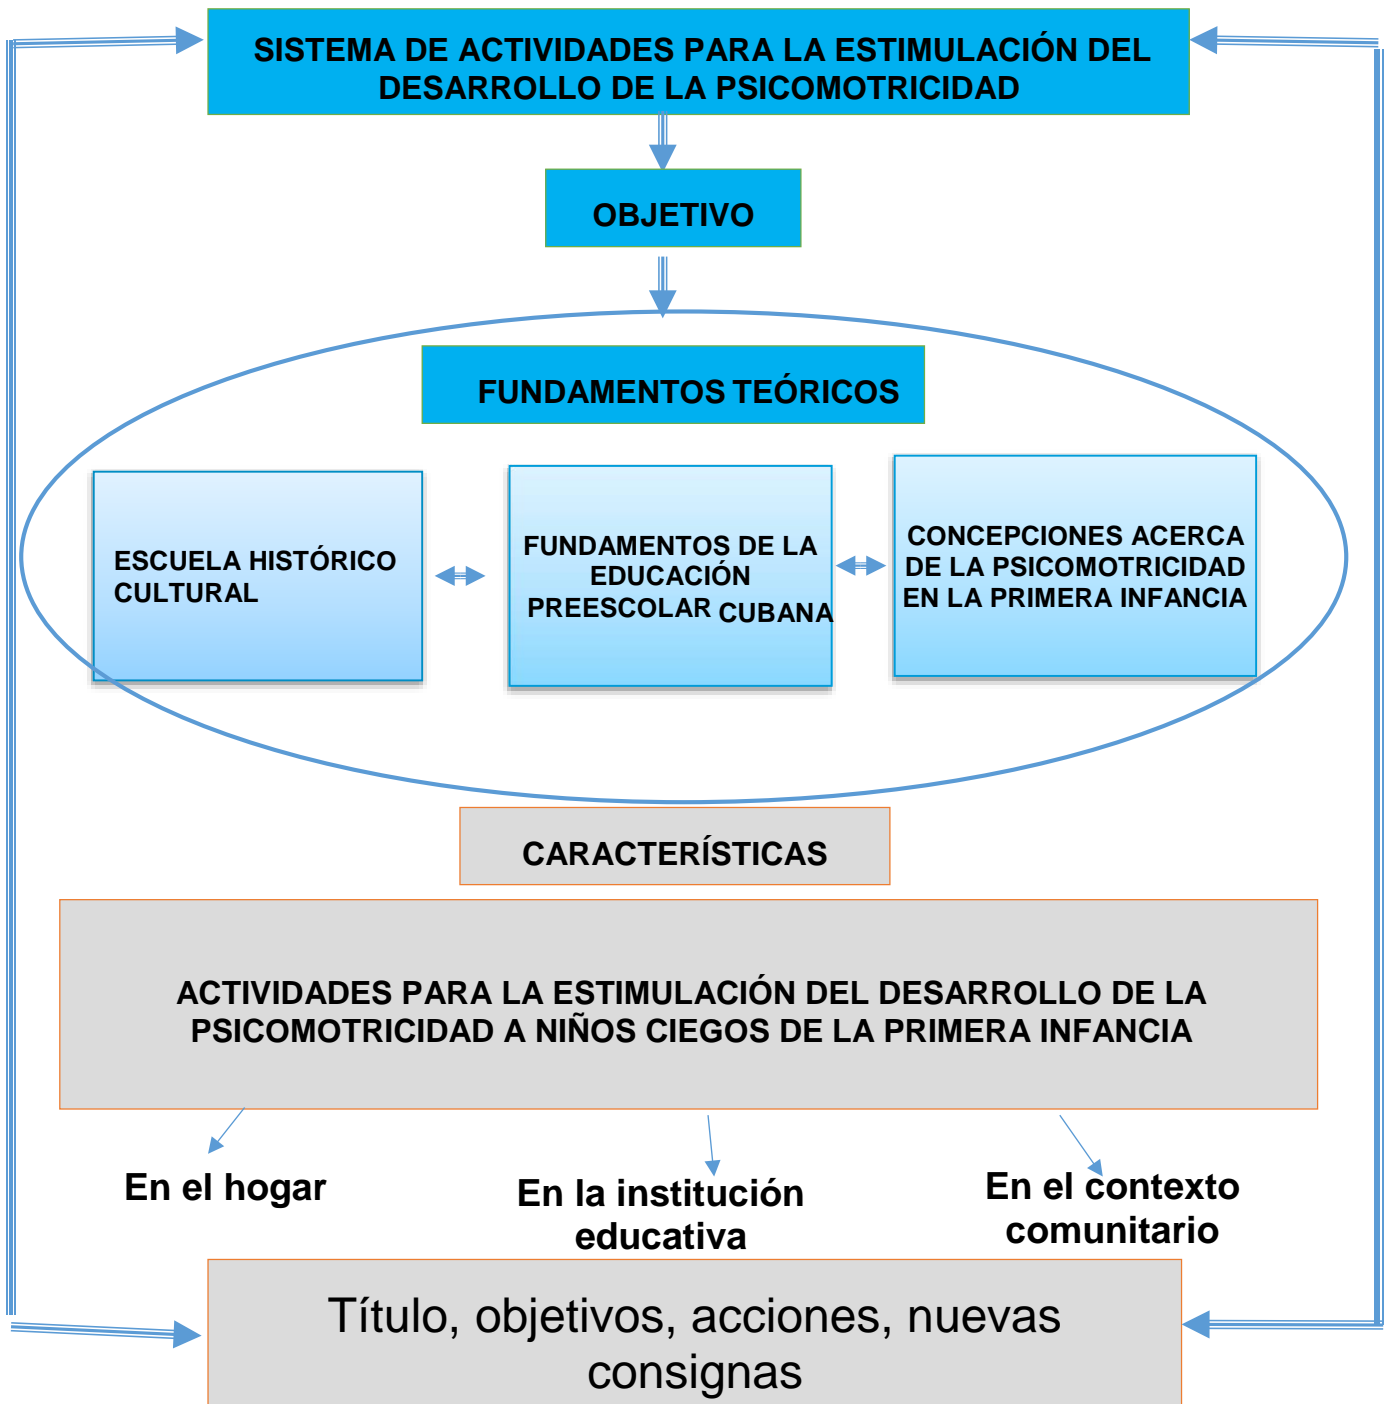 SISTEMA DE ACTIVIDADES PARA LA ESTIMULACIÓN DEL
DESARROLLO DE LA PSICOMOTRICIDAD
OBJETIVO
FUNDAMENTOS TEÓRICOS
ESCUELA HISTÓRICO
CULTURAL
FUNDAMENTOS DE LA
EDUCACIÓN
PREESCOLAR CUBANA
CONCEPCIONES ACERCA
DE LA PSICOMOTRICIDAD
EN LA PRIMERA INFANCIA
CARACTERÍSTICAS
ACTIVIDADES PARA LA ESTIMULACIÓN DEL DESARROLLO DE LA
PSICOMOTRICIDAD A NIÑOS CIEGOS DE LA PRIMERA INFANCIA
En el hogar
En la institución
educativa
En el contexto
comunitario
Título, objetivos, acciones, nuevas
consignas